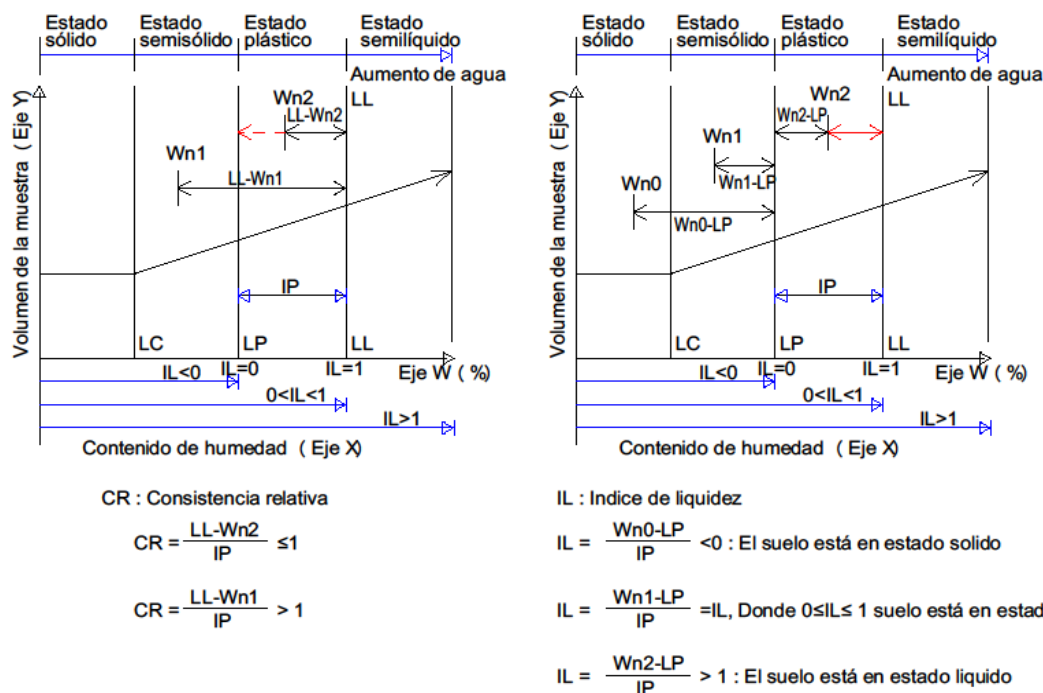 Estado sólido
Estado semisólido
Estado plástico
Estado semilíquido
Aumento de agua
Volumen de la muestra ( Eje Y)
Wn2
LL
LL-Wn2
Wn1
LL-Wn1
IP
LC
LP
LL
IL<0
IL=0
IL=1
Eje W ( %)
0<IL<1
IL>1
Contenido de humedad ( Eje X)
CR : Consistencia relativa
CR = LL-Wn2 / IP ≤1
CR = LL-Wn1 / IP > 1
Estado sólido
Estado semisólido
Estado plástico
Estado semilíquido
Aumento de agua
Volumen de la muestra ( Eje Y)
Wn2
LL
Wn2-LP
Wn1
Wn1-LP
Wn0
Wn0-LP
IP
LC
LP
LL
IL<0
IL=0
IL=1
Eje W ( %)
0<IL<1
IL>1
Contenido de humedad ( Eje X)
IL : Indice de liquidez
IL = Wn0-LP / IP <0 : El suelo está en estado solido
IL = Wn1-LP / IP =IL, Donde 0≤IL≤ 1 suelo está en estad
IL = Wn2-LP / IP > 1 : El suelo está en estado liquido